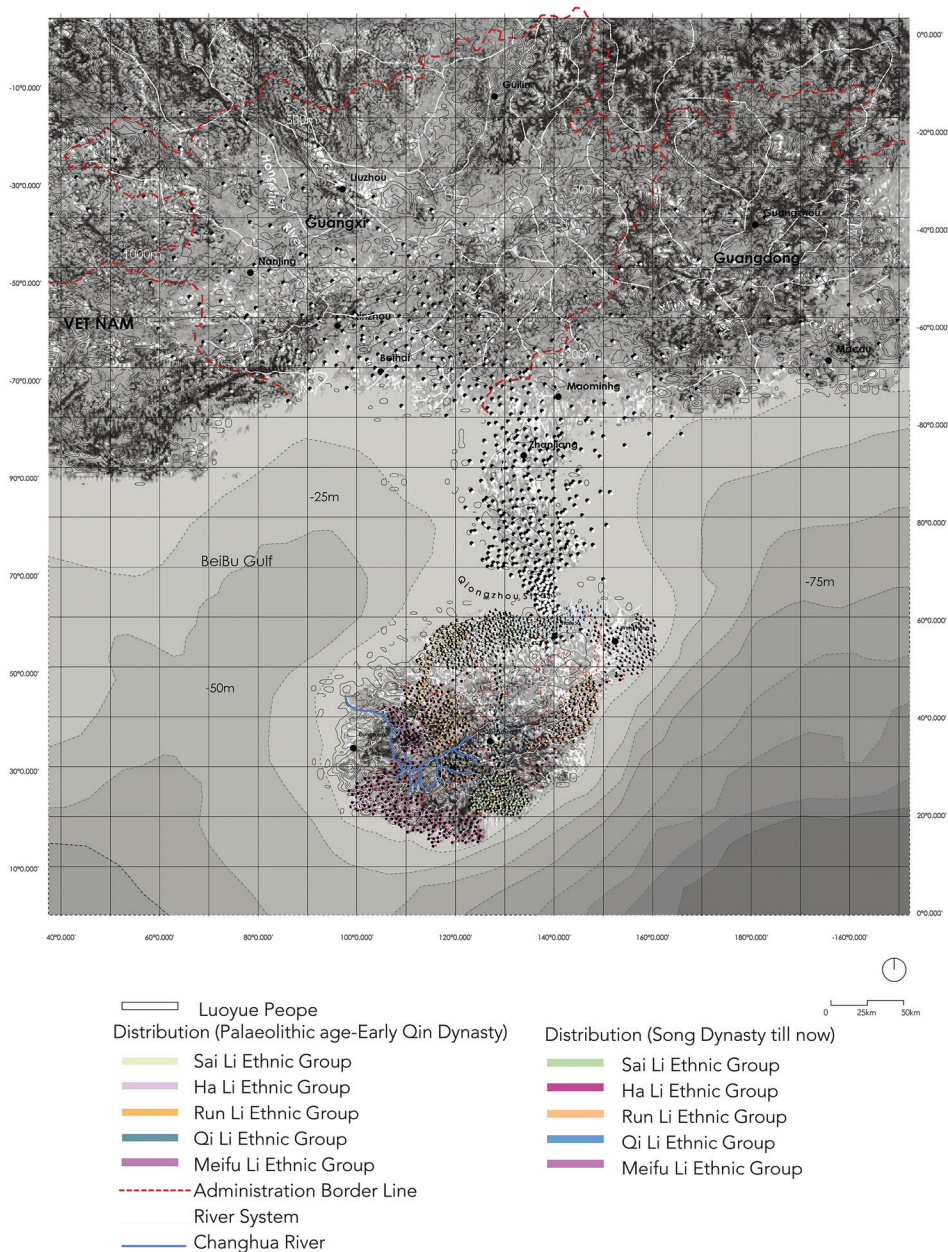 0°0.000'
-10°0.000'
Guilin
-20°0.000'
500m
-30°0.000'
Liuzhou
500m
Guangxi
River
Guangzhou
-40°0.000'
1000m
Nanjing
Guangdong
-50°0.000'
VET NAM
-60°0.000'
Macau
Beihai
-70°0.000'
Maominhg
-80°0.000'
Zhanjiang
90°0.000'
-25m
80°0.000'
BeiBu Gulf
70°0.000'
-75m
60°0.000'
50°0.000'
-50m
40°0.000'
30°0.000'
20°0.000'
10°0.000'
0°0.000'
40°0.000' 60°0.000' 80°0.000' 100°0.000' 120°0.000' 140°0.000' 180°0.000' -160°0.000'
0 25km 50km
Luoyue Peope
Distribution (Palaeolithic age-Early Qin Dynasty)
Sai Li Ethnic Group
Ha Li Ethnic Group
Run Li Ethnic Group
Qi Li Ethnic Group
Meifu Li Ethnic Group
Administration Border Line
River System
Changhua River
Distribution (Song Dynasty till now)
Sai Li Ethnic Group
Ha Li Ethnic Group
Run Li Ethnic Group
Qi Li Ethnic Group
Meifu Li Ethnic Group